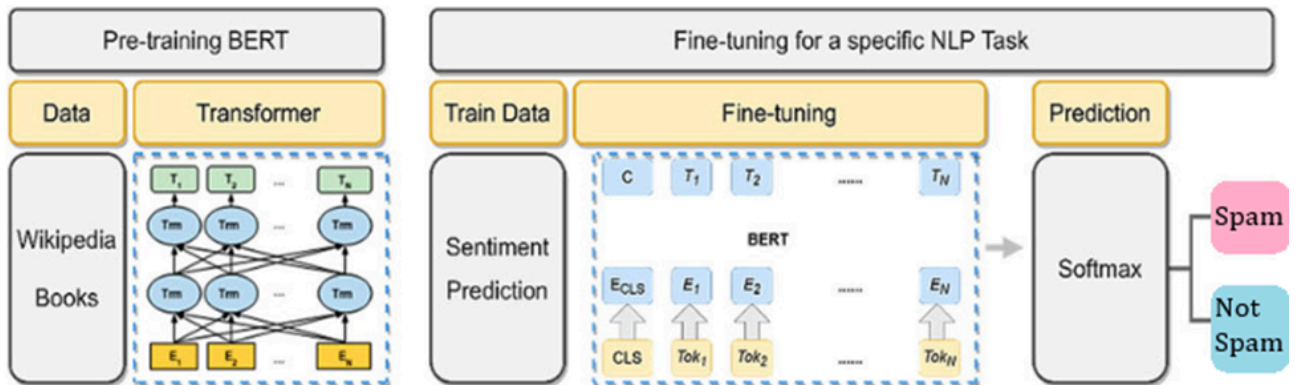 Pre-training BERT
Fine-tuning for a specific NLP Task
Data
Transformer
Train Data
Fine-tuning
Prediction
Wikipedia
Books
T1 T2 ... TN
Trm Trm ... Trm
Trm Trm ... Trm
E1 E2 ... EN
Sentiment
Prediction
C T1 T2 ...... TN
BERT
ECLS E1 E2 ...... EN
CLS Tok1 Tok2 ...... TokN
Softmax
Spam
Not
Spam